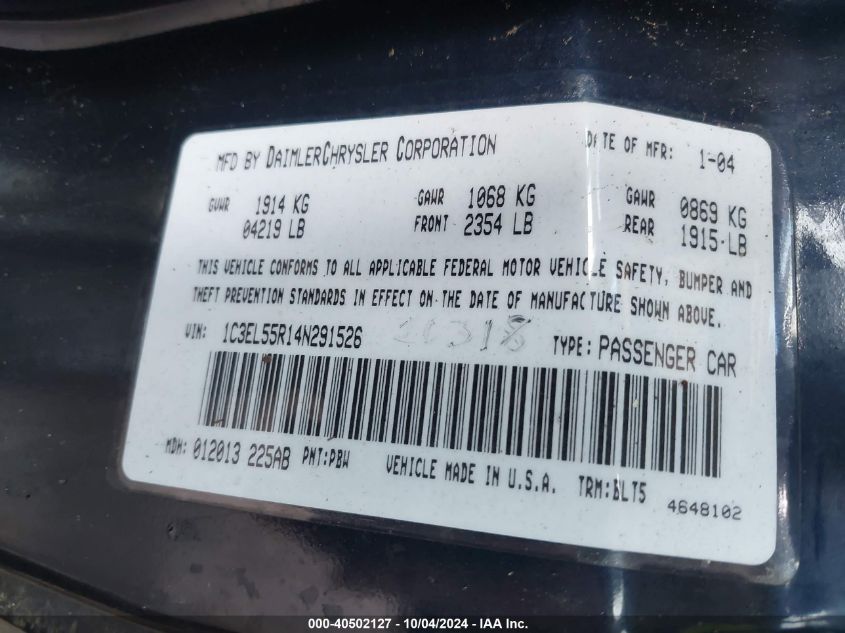 MFD BY DAIMLERCHRYSLER CORPORATION DATE OF MFR: 1-04
GVWR 1914 KG GAWR 1068 KG GAWR 0869 KG
04219 LB FRONT 2354 LB REAR 1915 LB
THIS VEHICLE CONFORMS TO ALL APPLICABLE FEDERAL MOTOR VEHICLE SAFETY, BUMPER AND
THEFT PREVENTION STANDARDS IN EFFECT ON THE DATE OF MANUFACTURE SHOWN ABOVE.
VIN: 1C3EL55R14N291526 TYPE: PASSENGER CAR
MDH: 012013 225AB PNT:PBW VEHICLE MADE IN U.S.A. TRM:BLT5
4648102
000-40502127 - 10/04/2024 - IAA Inc.